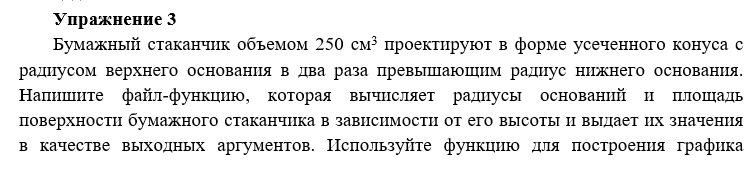 Упражнение 3
Бумажный стаканчик объемом 250 см³ проектируют в форме усеченного конуса с
радиусом верхнего основания в два раза превышающим радиус нижнего основания.
Напишите файл-функцию, которая вычисляет радиусы оснований и площадь
поверхности бумажного стаканчика в зависимости от его высоты и выдает их значения
в качестве выходных аргументов. Используйте функцию для построения графика